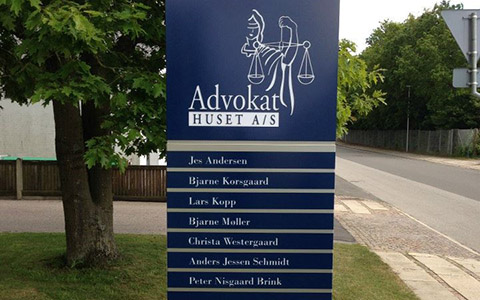 Advokat
HUSET A/S
Jes Andersen
Bjarne Korsgaard
Lars Kopp
Bjarne Møller
Christa Westergaard
Anders Jessen Schmidt
Peter Nisgaard Brink